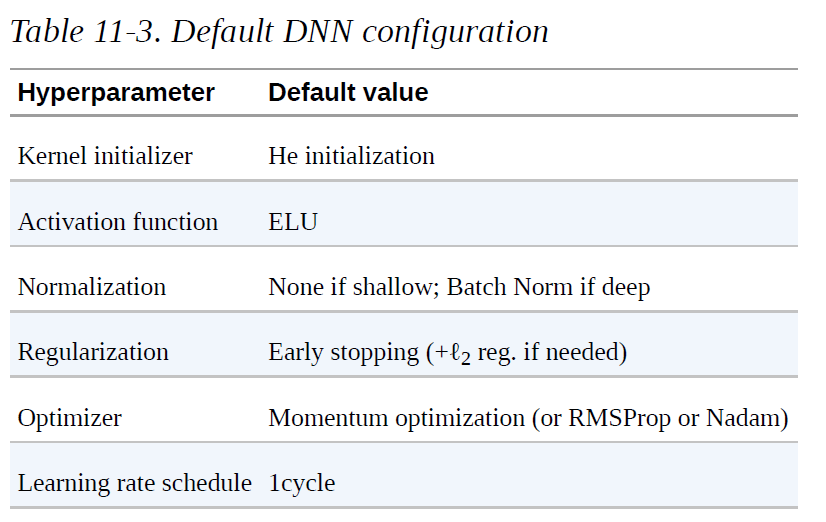 Table 11-3. Default DNN configuration
Hyperparameter Default value
Kernel initializer He initialization
Activation function ELU
Normalization None if shallow; Batch Norm if deep
Regularization Early stopping (+ℓ₂ reg. if needed)
Optimizer Momentum optimization (or RMSProp or Nadam)
Learning rate schedule 1cycle